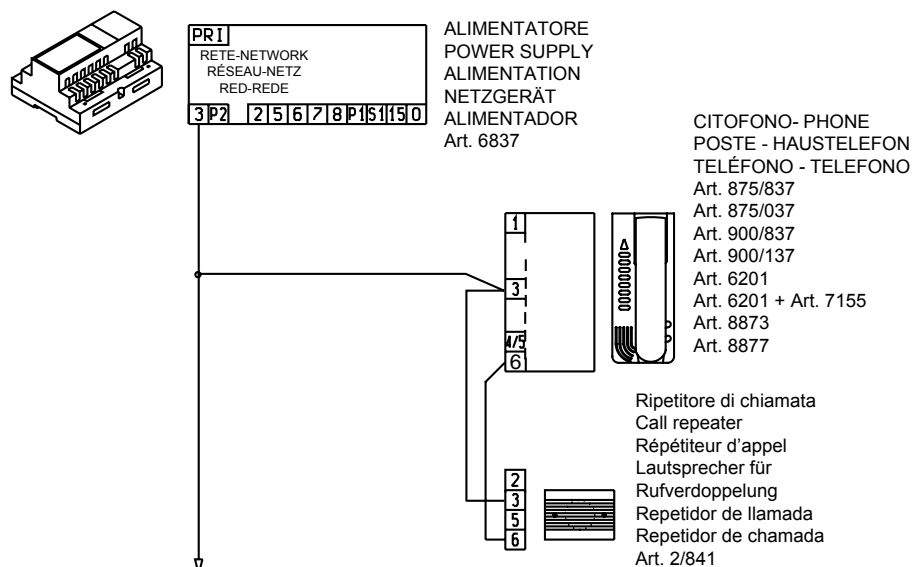 PRI
RETE-NETWORK
RÉSEAU-NETZ
RED-REDE
3 P2 2 5 6 7 8 P1 S1 15 0
ALIMENTATORE
POWER SUPPLY
ALIMENTATION
NETZGERÄT
ALIMENTADOR
Art. 6837
CITOFONO- PHONE
POSTE - HAUSTELEFON
TELÉFONO - TELEFONO
Art. 875/837
Art. 875/037
Art. 900/837
Art. 900/137
Art. 6201
Art. 6201 + Art. 7155
Art. 8873
Art. 8877
1
3
4/5
6
Ripetitore di chiamata
Call repeater
Répétiteur d'appel
Lautsprecher für
Rufverdoppelung
Repetidor de llamada
Repetidor de chamada
Art. 2/841
2
3
5
6